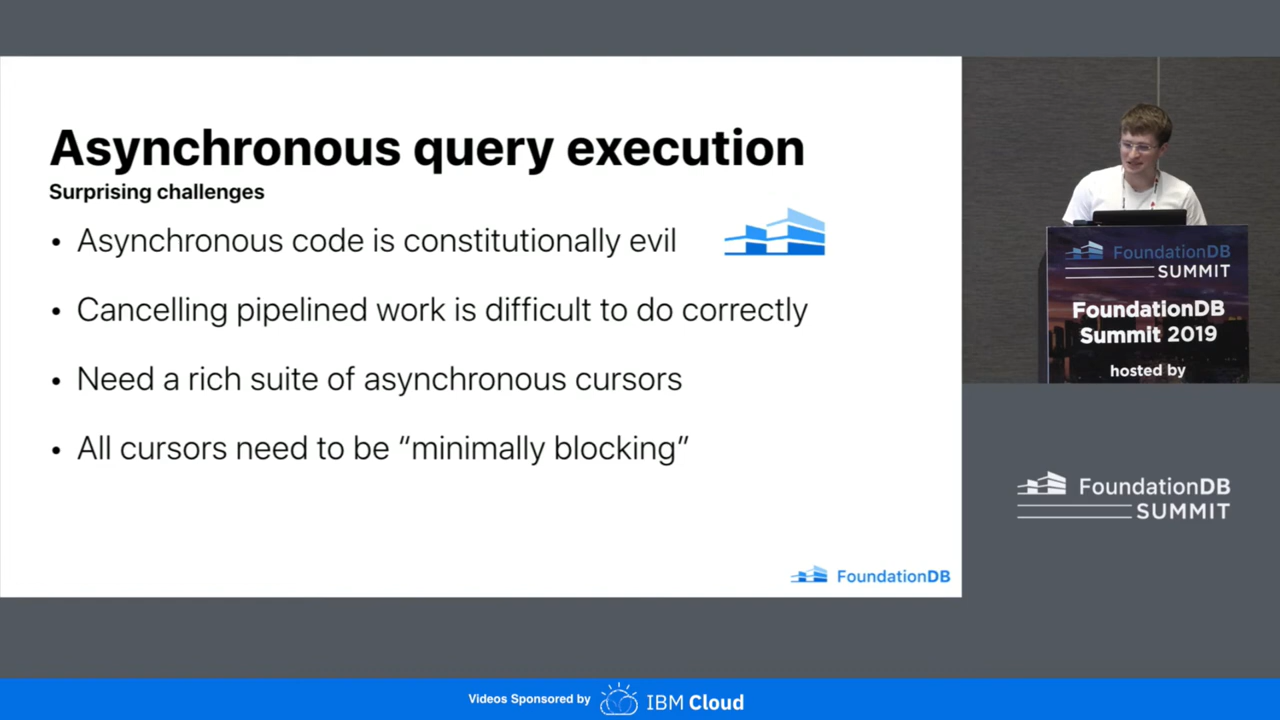 Asynchronous query execution
Surprising challenges
• Asynchronous code is constitutionally evil
• Cancelling pipelined work is difficult to do correctly
• Need a rich suite of asynchronous cursors
• All cursors need to be “minimally blocking”
FoundationDB
FoundationDB
SUMMIT
FoundationDB
Summit 2019
hosted by
FoundationDB
SUMMIT
Videos Sponsored by IBM Cloud